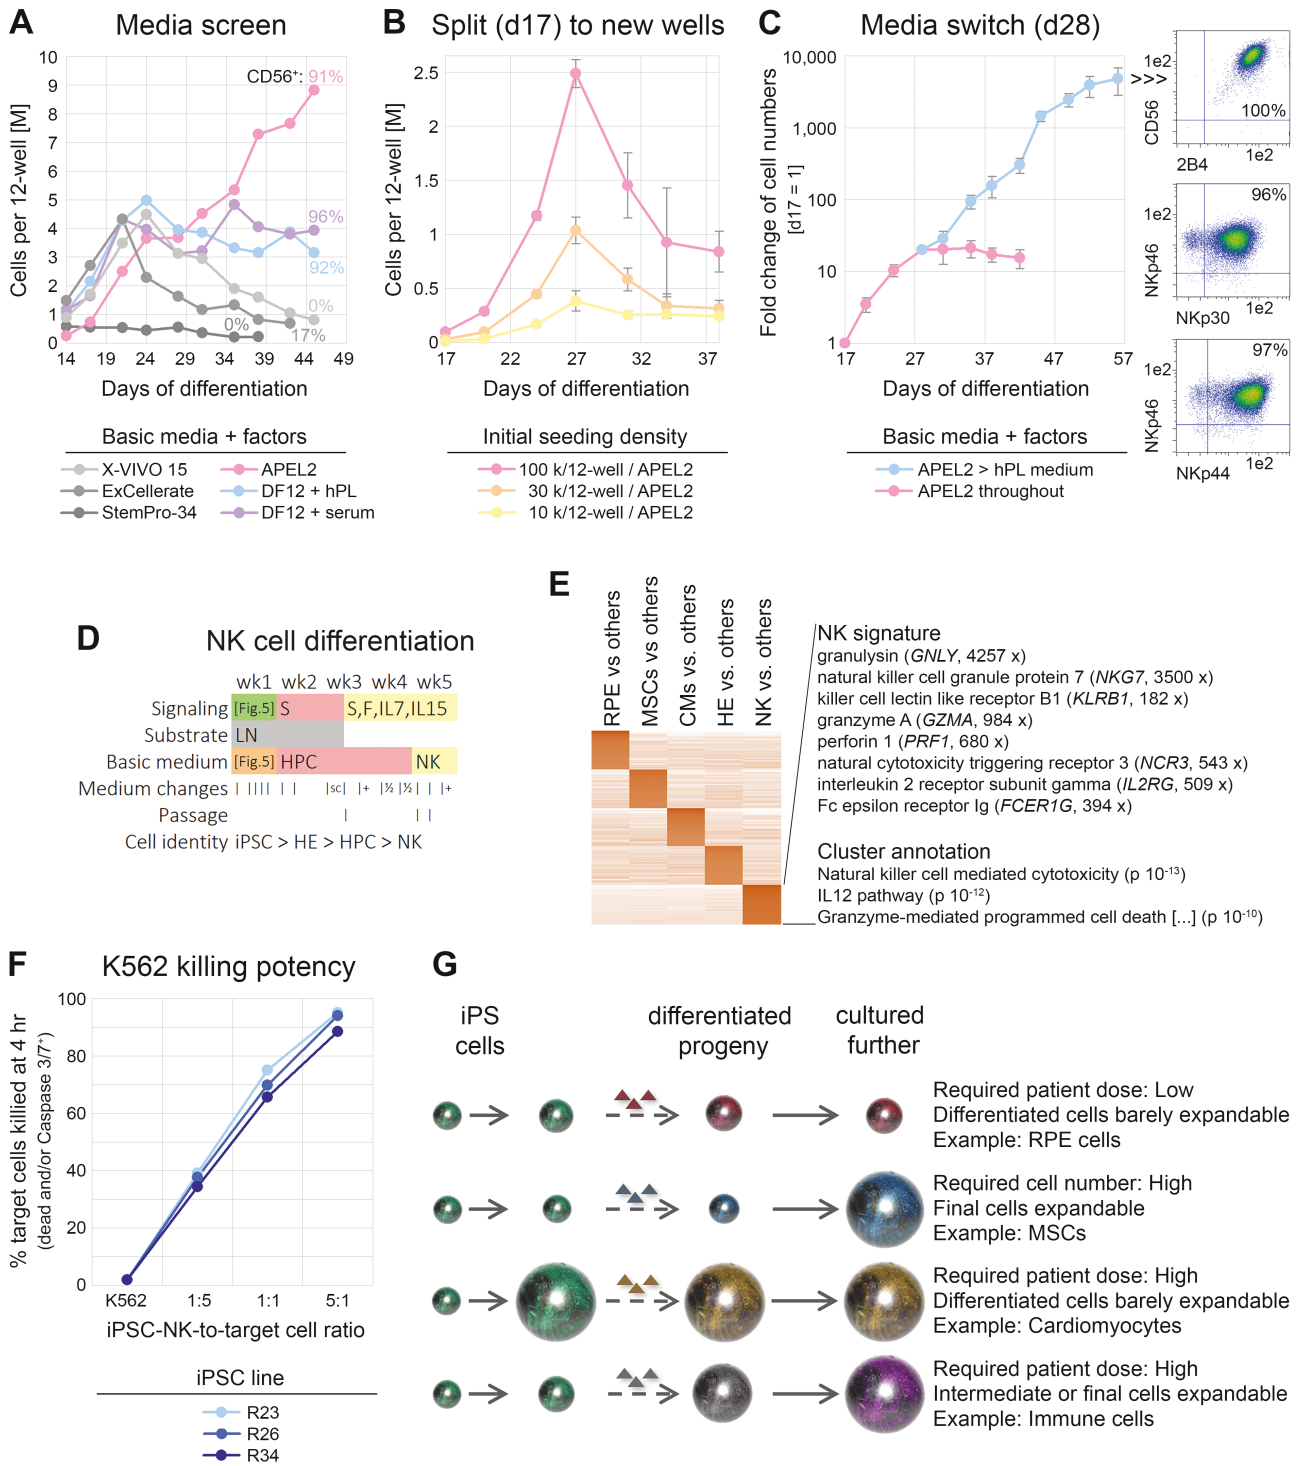 A Media screen
10
9
8
7
6
5
4
3
2
1
0
Cells per 12-well [M]
CD56+: 91%
96%
92%
0%
0%
17%
14 19 24 29 34 39 44 49
Days of differentiation
Basic media + factors
X-VIVO 15
ExCellerate
StemPro-34
APEL2
DF12 + hPL
DF12 + serum
B Split (d17) to new wells
2.5
2
1.5
1
0.5
0
Cells per 12-well [M]
17 22 27 32 37
Days of differentiation
Initial seeding density
100 k/12-well / APEL2
30 k/12-well / APEL2
10 k/12-well / APEL2
C Media switch (d28)
10,000
1,000
100
10
1
Fold change of cell numbers
[d17 = 1]
17 27 37 47 57
Days of differentiation
Basic media + factors
APEL2 > hPL medium
APEL2 throughout
>>>
1e2
CD56
100%
2B4 1e2
96%
1e2
NKp46
NKp30 1e2
97%
1e2
NKp46
NKp44 1e2
D NK cell differentiation
wk1 wk2 wk3 wk4 wk5
Signaling [Fig.5] S S,F,IL7,IL15
Substrate LN
Basic medium [Fig.5] HPC NK
Medium changes | |||| | | |sc| |+ |½ |½ | | |+
Passage | | |
Cell identity iPSC > HE > HPC > NK
E
RPE vs others
MSCs vs others
CMs vs. others
HE vs. others
NK vs. others
NK signature
granulysin (GNLY, 4257 x)
natural killer cell granule protein 7 (NKG7, 3500 x)
killer cell lectin like receptor B1 (KLRB1, 182 x)
granzyme A (GZMA, 984 x)
perforin 1 (PRF1, 680 x)
natural cytotoxicity triggering receptor 3 (NCR3, 543 x)
interleukin 2 receptor subunit gamma (IL2RG, 509 x)
Fc epsilon receptor Ig (FCER1G, 394 x)
Cluster annotation
Natural killer cell mediated cytotoxicity (p 10-13)
IL12 pathway (p 10-12)
Granzyme-mediated programmed cell death [...] (p 10-10)
F K562 killing potency
100
80
60
40
20
0
% target cells killied at 4 hr
(dead and/or Caspase 3/7+)
K562 1:5 1:1 5:1
iPSC-NK-to-target cell ratio
iPSC line
R23
R26
R34
G
iPS
cells
differentiated
progeny
cultured
further
Required patient dose: Low
Differentiated cells barely expandable
Example: RPE cells
Required cell number: High
Final cells expandable
Example: MSCs
Required patient dose: High
Differentiated cells barely expandable
Example: Cardiomyocytes
Required patient dose: High
Intermediate or final cells expandable
Example: Immune cells